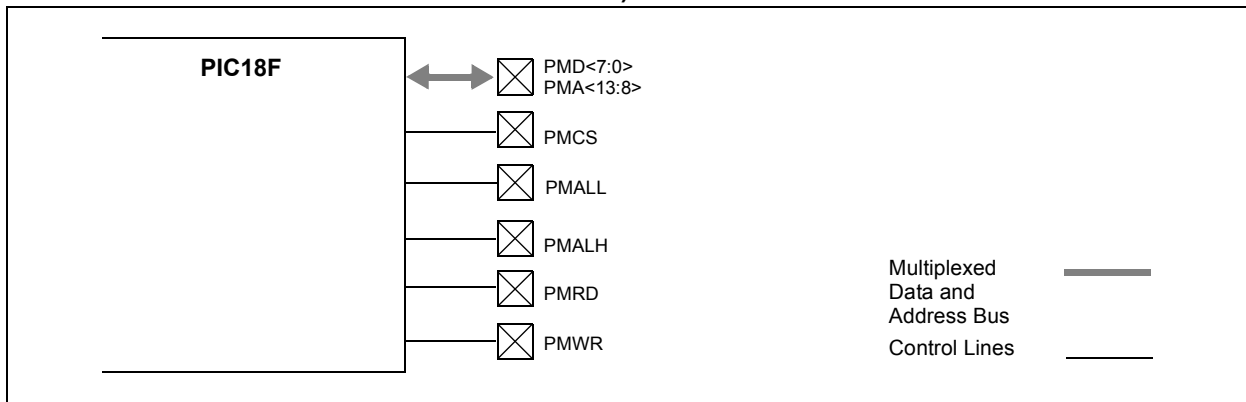 PIC18F
PMD<7:0>
PMA<13:8>
PMCS
PMALL
PMALH
PMRD
PMWR
Multiplexed
Data and
Address Bus
Control Lines